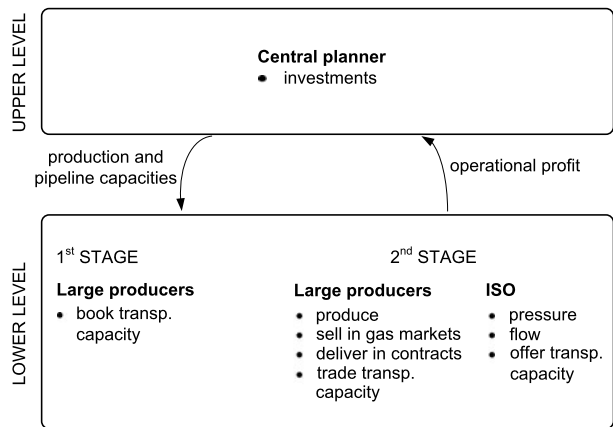 UPPER LEVEL
Central planner
• investments
production and
pipeline capacities
operational profit
LOWER LEVEL
1st STAGE
Large producers
• book transp.
capacity
2nd STAGE
Large producers
• produce
• sell in gas markets
• deliver in contracts
• trade transp.
capacity
ISO
• pressure
• flow
• offer transp.
capacity